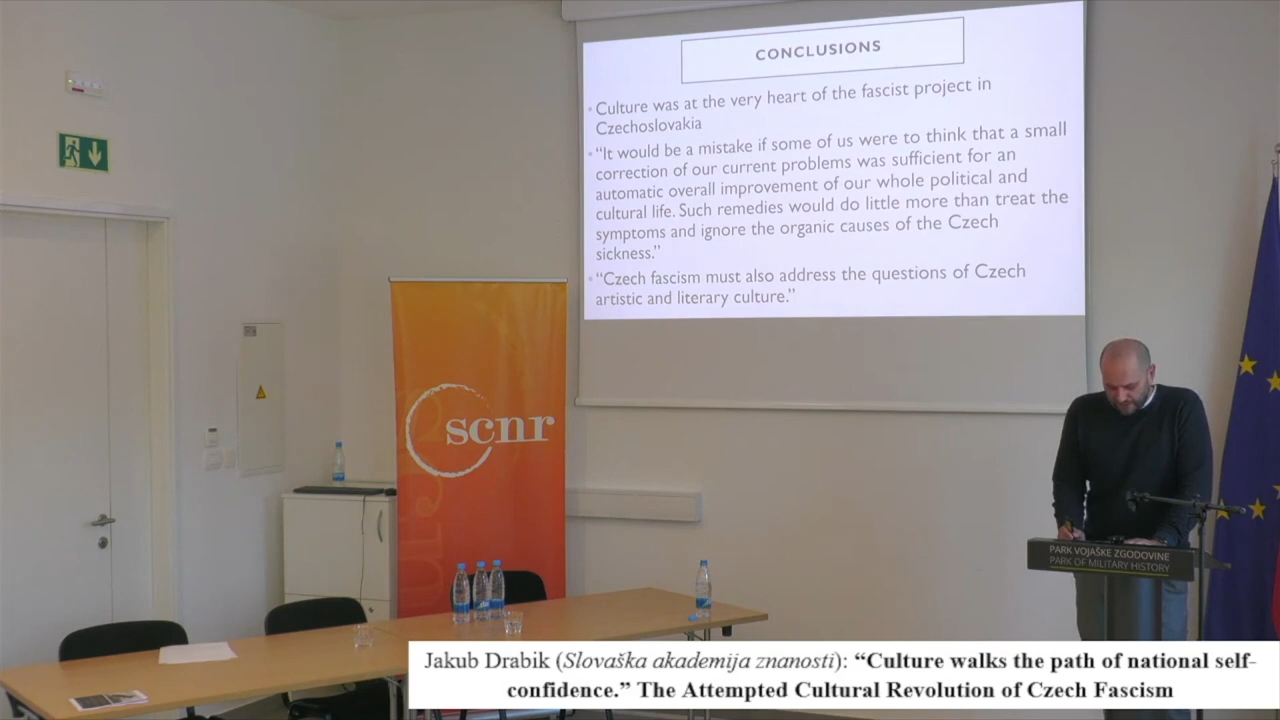 CONCLUSIONS
Culture was at the very heart of the fascist project in
Czechoslovakia
“It would be a mistake if some of us were to think that a small
correction of our current problems was sufficient for an
automatic overall improvement of our whole political and
cultural life. Such remedies would do little more than treat the
symptoms and ignore the organic causes of the Czech
sickness.”
“Czech fascism must also address the questions of Czech
artistic and literary culture.”
scnr
PARK VOJAŠKE ZGODOVINE
PARK OF MILITARY HISTORY
Jakub Drabik (Slovaška akademija znanosti): “Culture walks the path of national self-
confidence.” The Attempted Cultural Revolution of Czech Fascism